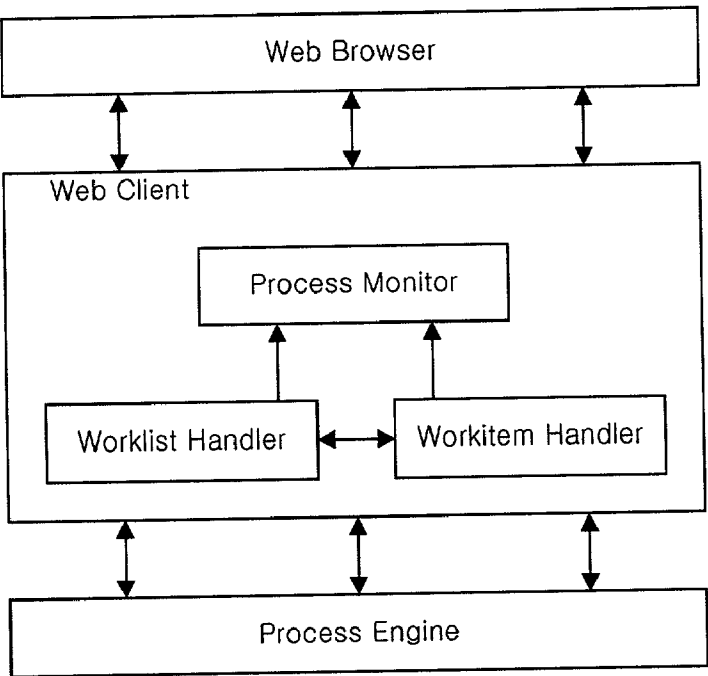 Web Browser
Web Client
Process Monitor
Worklist Handler
Workitem Handler
Process Engine